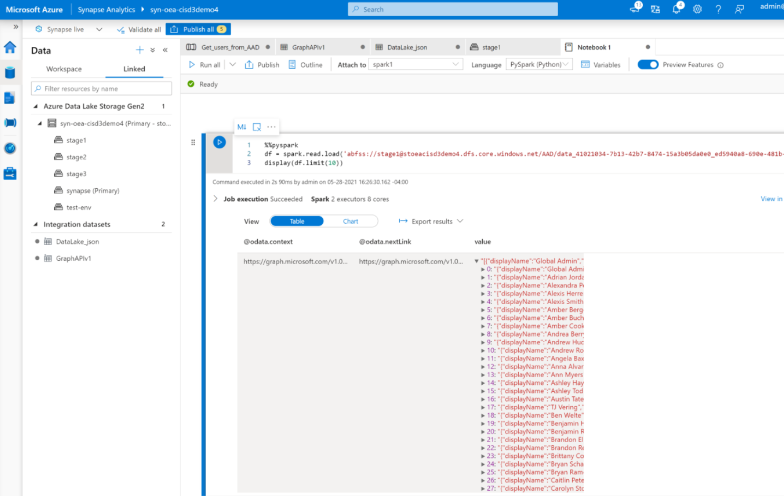 Microsoft Azure Synapse Analytics › syn-oea-cisd3demo4 Search 11 4 ? admin@
» Synapse live Validate all Publish all 5
Data + «
Workspace Linked
Filter resources by name
Azure Data Lake Storage Gen2 1
syn-oea-cisd3demo4 (Primary - sto...
stage1
stage2
stage3
synapse (Primary)
test-env
Integration datasets 2
DataLake_json
GraphAPIv1
Get_users_from_AAD GraphAPIv1 DataLake_json stage1 Notebook 1
Run all Publish Outline Attach to spark1 Language PySpark (Python) Variables Preview Features
Ready
M↓ ...
1 %%pyspark
2 df = spark.read.load('abfss://stage1@stoeacisd3demo4.dfs.core.windows.net/AAD/data_41021034-7b13-42b7-8474-15a3b05da0e0_ed5940a8-690e-481b-
3 display(df.limit(10))
Command executed in 2s 90ms by admin on 05-28-2021 16:26:30.162 -04:00
Job execution Succeeded Spark 2 executors 8 cores View in
View Table Chart Export results
@odata.context @odata.nextLink value
https://graph.microsoft.com/v1.0... https://graph.microsoft.com/v1.0... "[{"displayName":"Global Admin","
0: "{"displayName":"Global Admi
1: "{"displayName":"Adrian Jorda
2: "{"displayName":"Alexandra Pe
3: "{"displayName":"Alexis Herre
4: "{"displayName":"Alexis Smith
5: "{"displayName":"Amber Berg
6: "{"displayName":"Amber Buch
7: "{"displayName":"Amber Cook
8: "{"displayName":"Andrea Berr
9: "{"displayName":"Andrew Huc
10: "{"displayName":"Andrew Ro
11: "{"displayName":"Angela Bax
12: "{"displayName":"Anna Alvar
13: "{"displayName":"Ann Myers
14: "{"displayName":"Ashley Hay
15: "{"displayName":"Ashley Tod
16: "{"displayName":"Austin Tate
17: "{"displayName":"TJ Vering","
18: "{"displayName":"Ben Welte"
19: "{"displayName":"Benjamin H
20: "{"displayName":"Benjamin R
21: "{"displayName":"Brandon El
22: "{"displayName":"Brandon Ra
23: "{"displayName":"Brittany Co
24: "{"displayName":"Bryan Scha
25: "{"displayName":"Bryan Ram
26: "{"displayName":"Caitlin Pete
27: "{"displayName":"Carolyn Sto